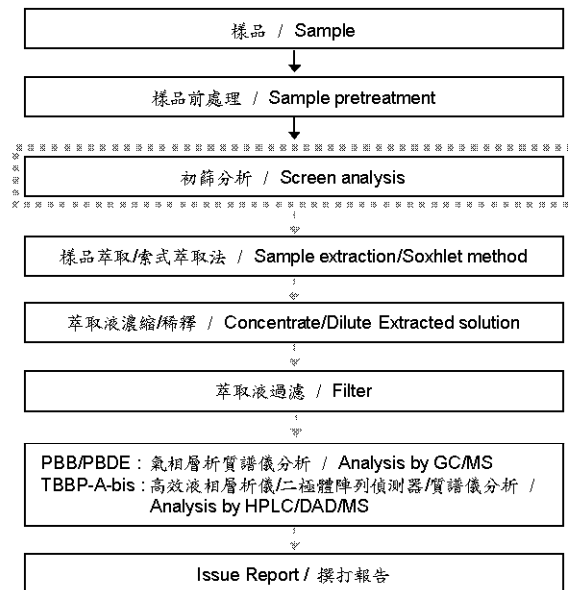 樣品 / Sample
樣品前處理 / Sample pretreatment
初篩分析 / Screen analysis
樣品萃取/索式萃取法 / Sample extraction/Soxhlet method
萃取液濃縮/稀釋 / Concentrate/Dilute Extracted solution
萃取液過濾 / Filter
PBB/PBDE : 氣相層析質譜儀分析 / Analysis by GC/MS
TBBP-A-bis : 高效液相層析儀/二極體陣列偵測器/質譜儀分析 /
Analysis by HPLC/DAD/MS
Issue Report / 撰打報告